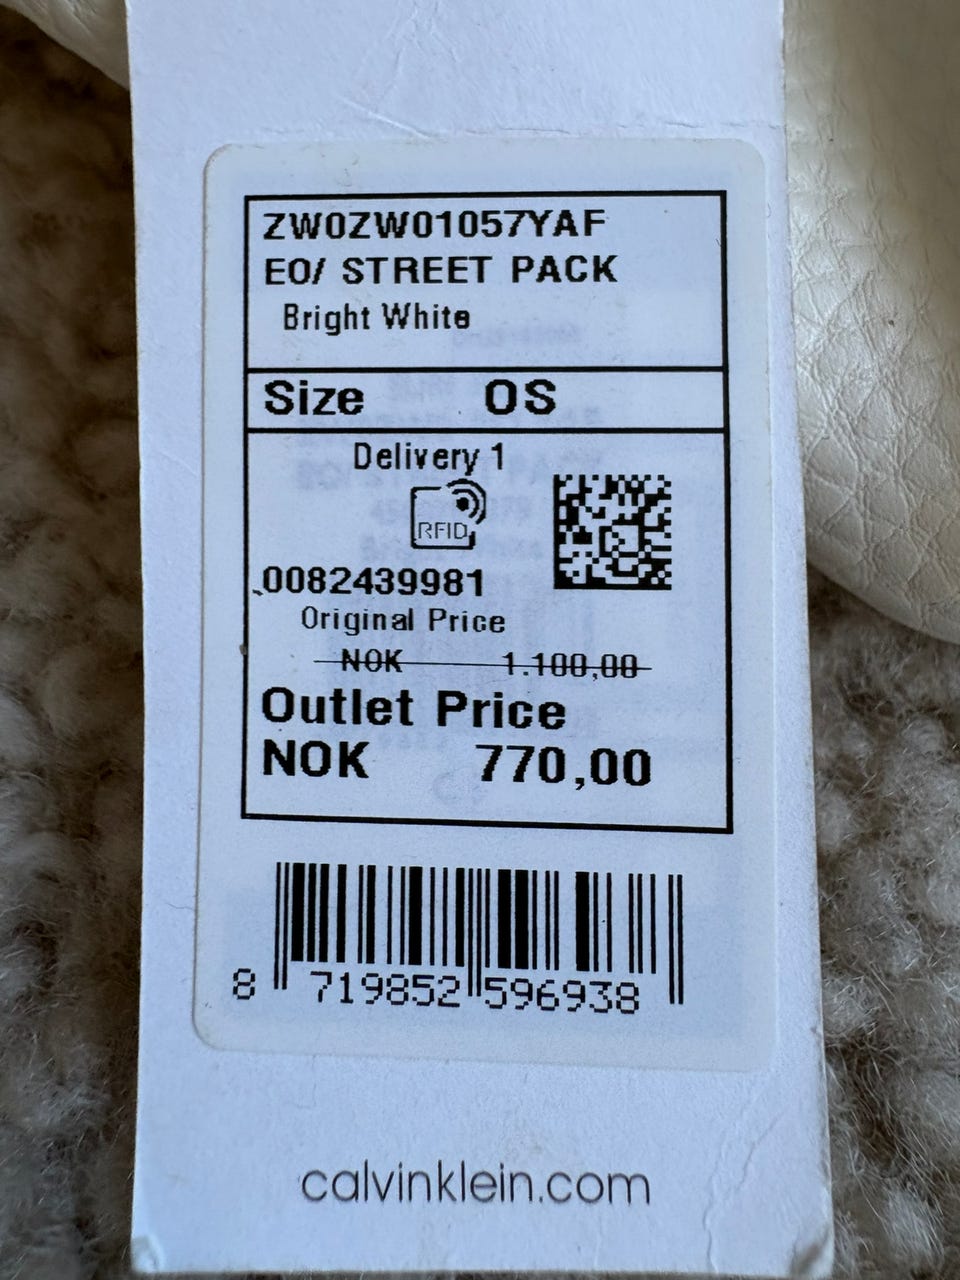 ZW0ZW01057YAF
EO/ STREET PACK
Bright White
Size OS
Delivery 1
RFID
0082439981
Original Price
NOK 1.100,00
Outlet Price
NOK 770,00
8 719852 596938
calvinklein.com